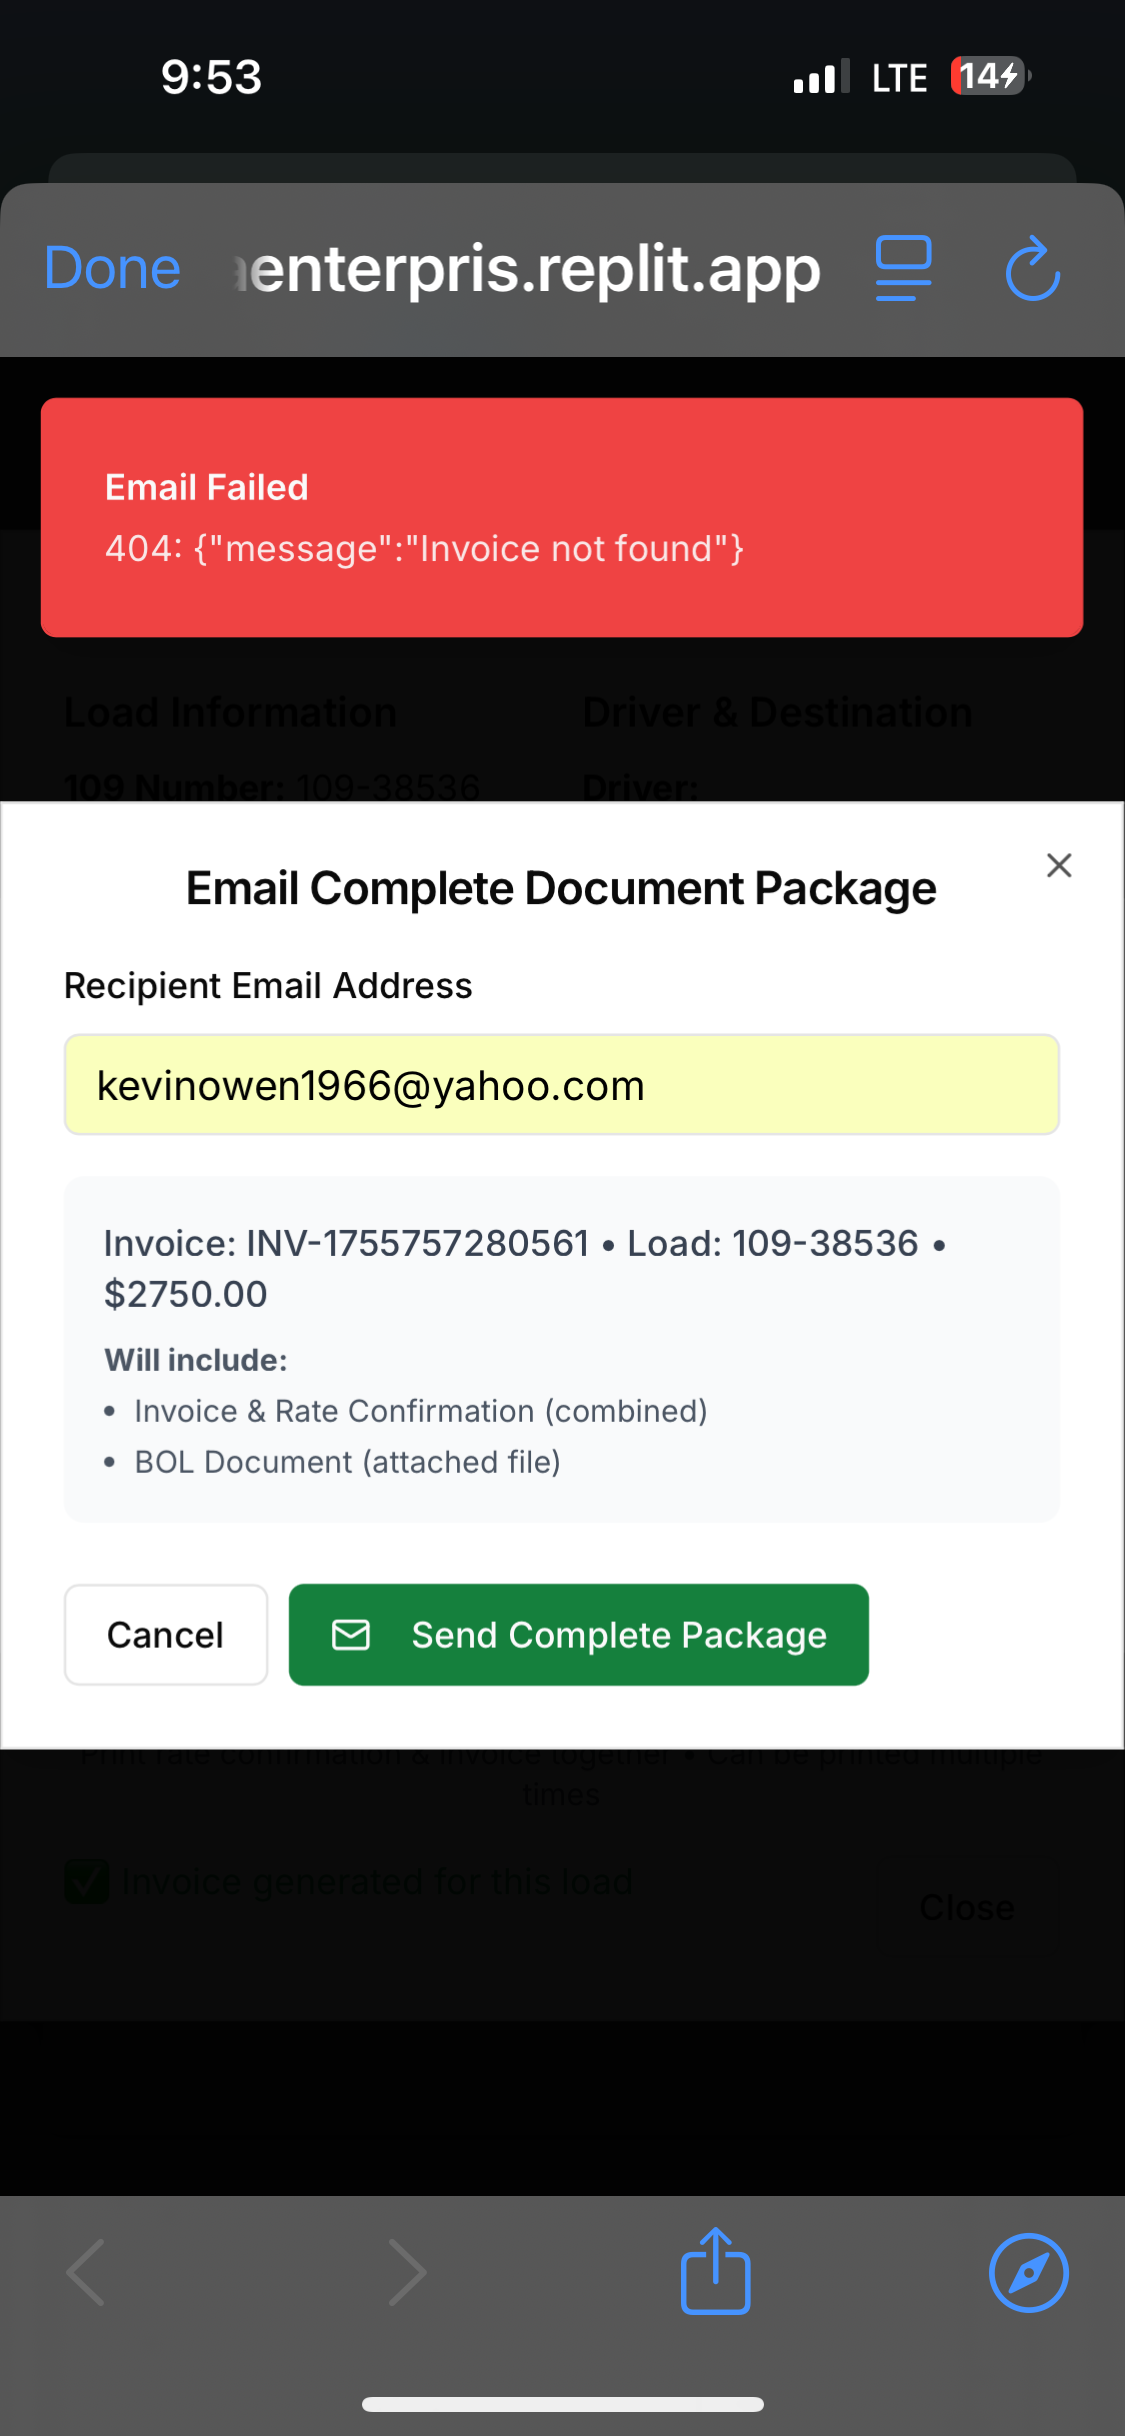 9:53
LTE
14
Done
enterpris.replit.app
Email Failed
404: {"message":"Invoice not found"}
Load Information
Driver & Destination
109 Number: 109-38536
Driver:
Email Complete Document Package
Recipient Email Address
kevinowen1966@yahoo.com
Invoice: INV-1755757280561 • Load: 109-38536 •
$2750.00
Will include:
• Invoice & Rate Confirmation (combined)
• BOL Document (attached file)
Cancel
Send Complete Package
Print rate confirmation & invoice together • Can be printed multiple
times
Invoice generated for this load
Close